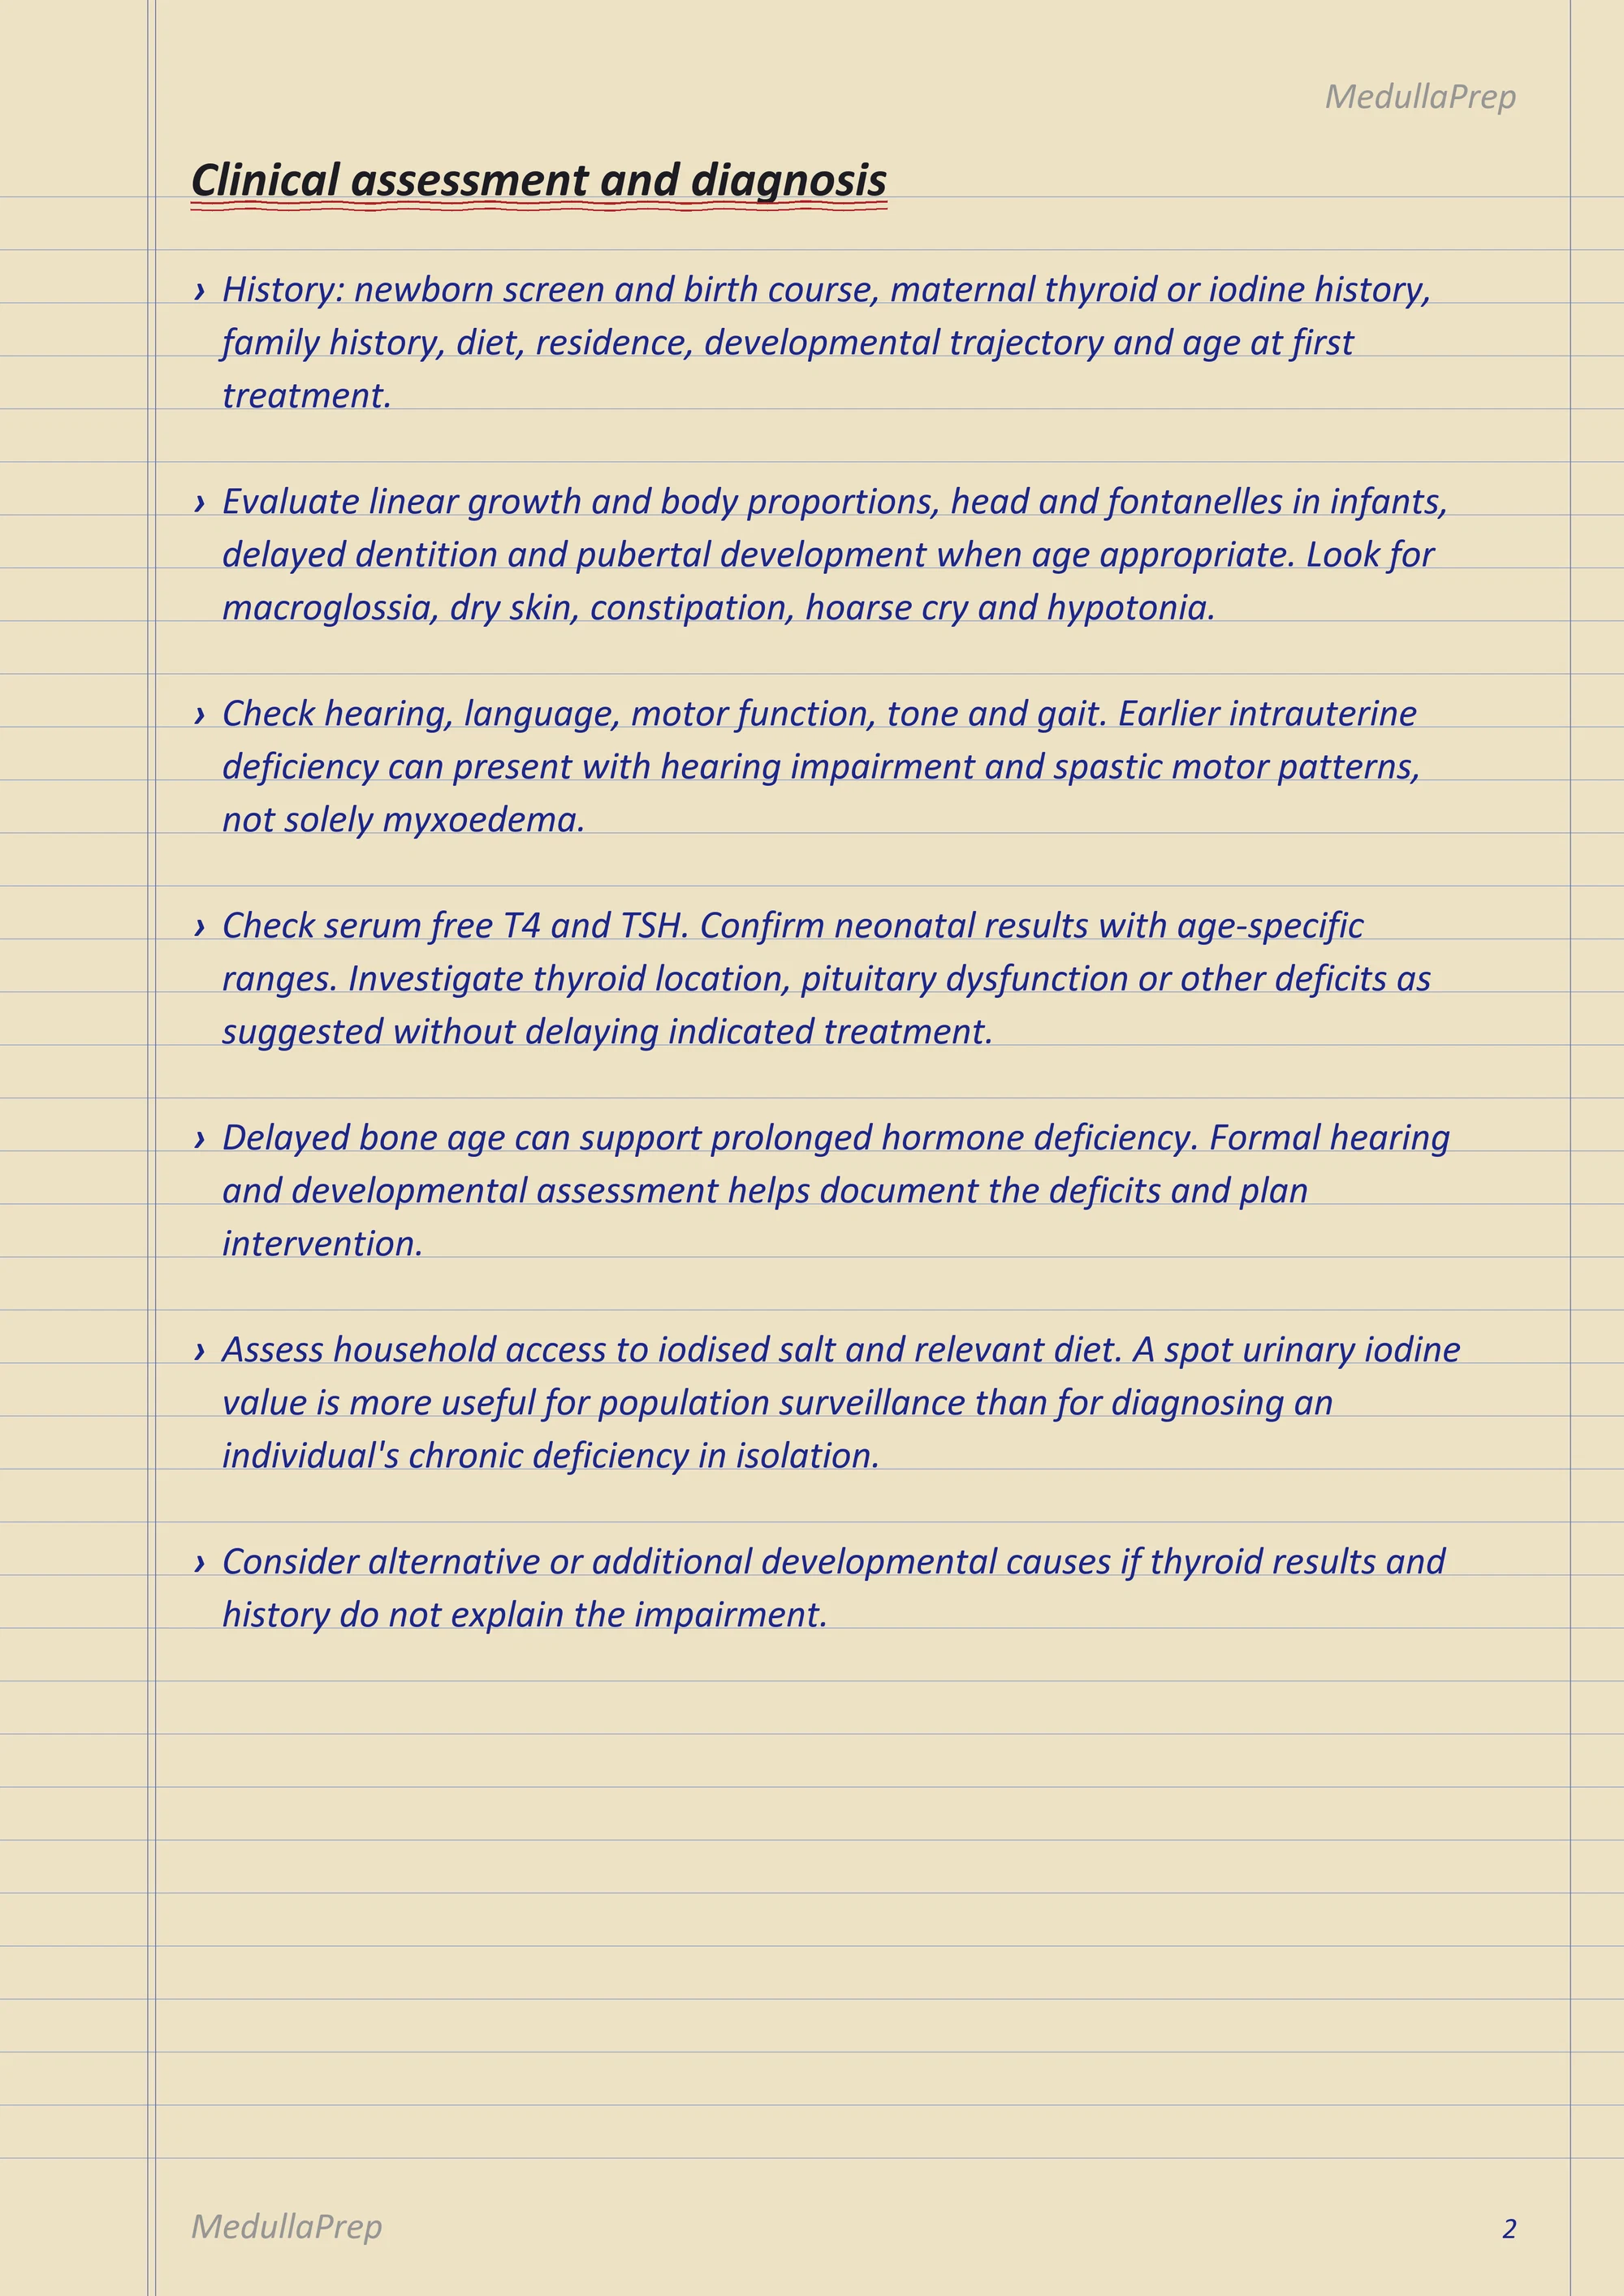 MedullaPrep
Clinical assessment and diagnosis
› History: newborn screen and birth course, maternal thyroid or iodine history,
family history, diet, residence, developmental trajectory and age at first
treatment.
› Evaluate linear growth and body proportions, head and fontanelles in infants,
delayed dentition and pubertal development when age appropriate. Look for
macroglossia, dry skin, constipation, hoarse cry and hypotonia.
› Check hearing, language, motor function, tone and gait. Earlier intrauterine
deficiency can present with hearing impairment and spastic motor patterns,
not solely myxoedema.
› Check serum free T4 and TSH. Confirm neonatal results with age-specific
ranges. Investigate thyroid location, pituitary dysfunction or other deficits as
suggested without delaying indicated treatment.
› Delayed bone age can support prolonged hormone deficiency. Formal hearing
and developmental assessment helps document the deficits and plan
intervention.
› Assess household access to iodised salt and relevant diet. A spot urinary iodine
value is more useful for population surveillance than for diagnosing an
individual's chronic deficiency in isolation.
› Consider alternative or additional developmental causes if thyroid results and
history do not explain the impairment.
MedullaPrep
2